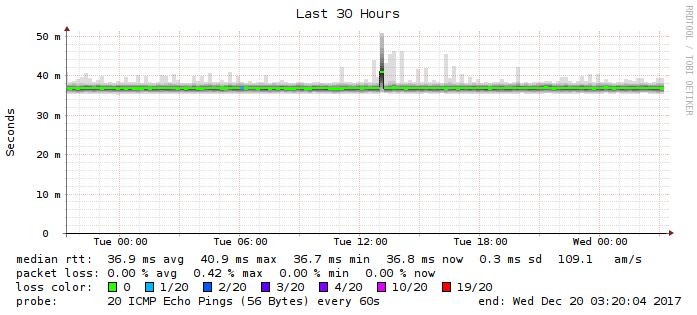 Last 30 Hours
RRDTOOL / TOBI OETIKER
Seconds
50 m
40 m
30 m
20 m
10 m
0
Tue 00:00 Tue 06:00 Tue 12:00 Tue 18:00 Wed 00:00
median rtt: 36.9 ms avg 40.9 ms max 36.7 ms min 36.8 ms now 0.3 ms sd 109.1 am/s
packet loss: 0.00 % avg 0.42 % max 0.00 % min 0.00 % now
loss color: 0 1/20 2/20 3/20 4/20 10/20 19/20
probe: 20 ICMP Echo Pings (56 Bytes) every 60s end: Wed Dec 20 03:20:04 2017